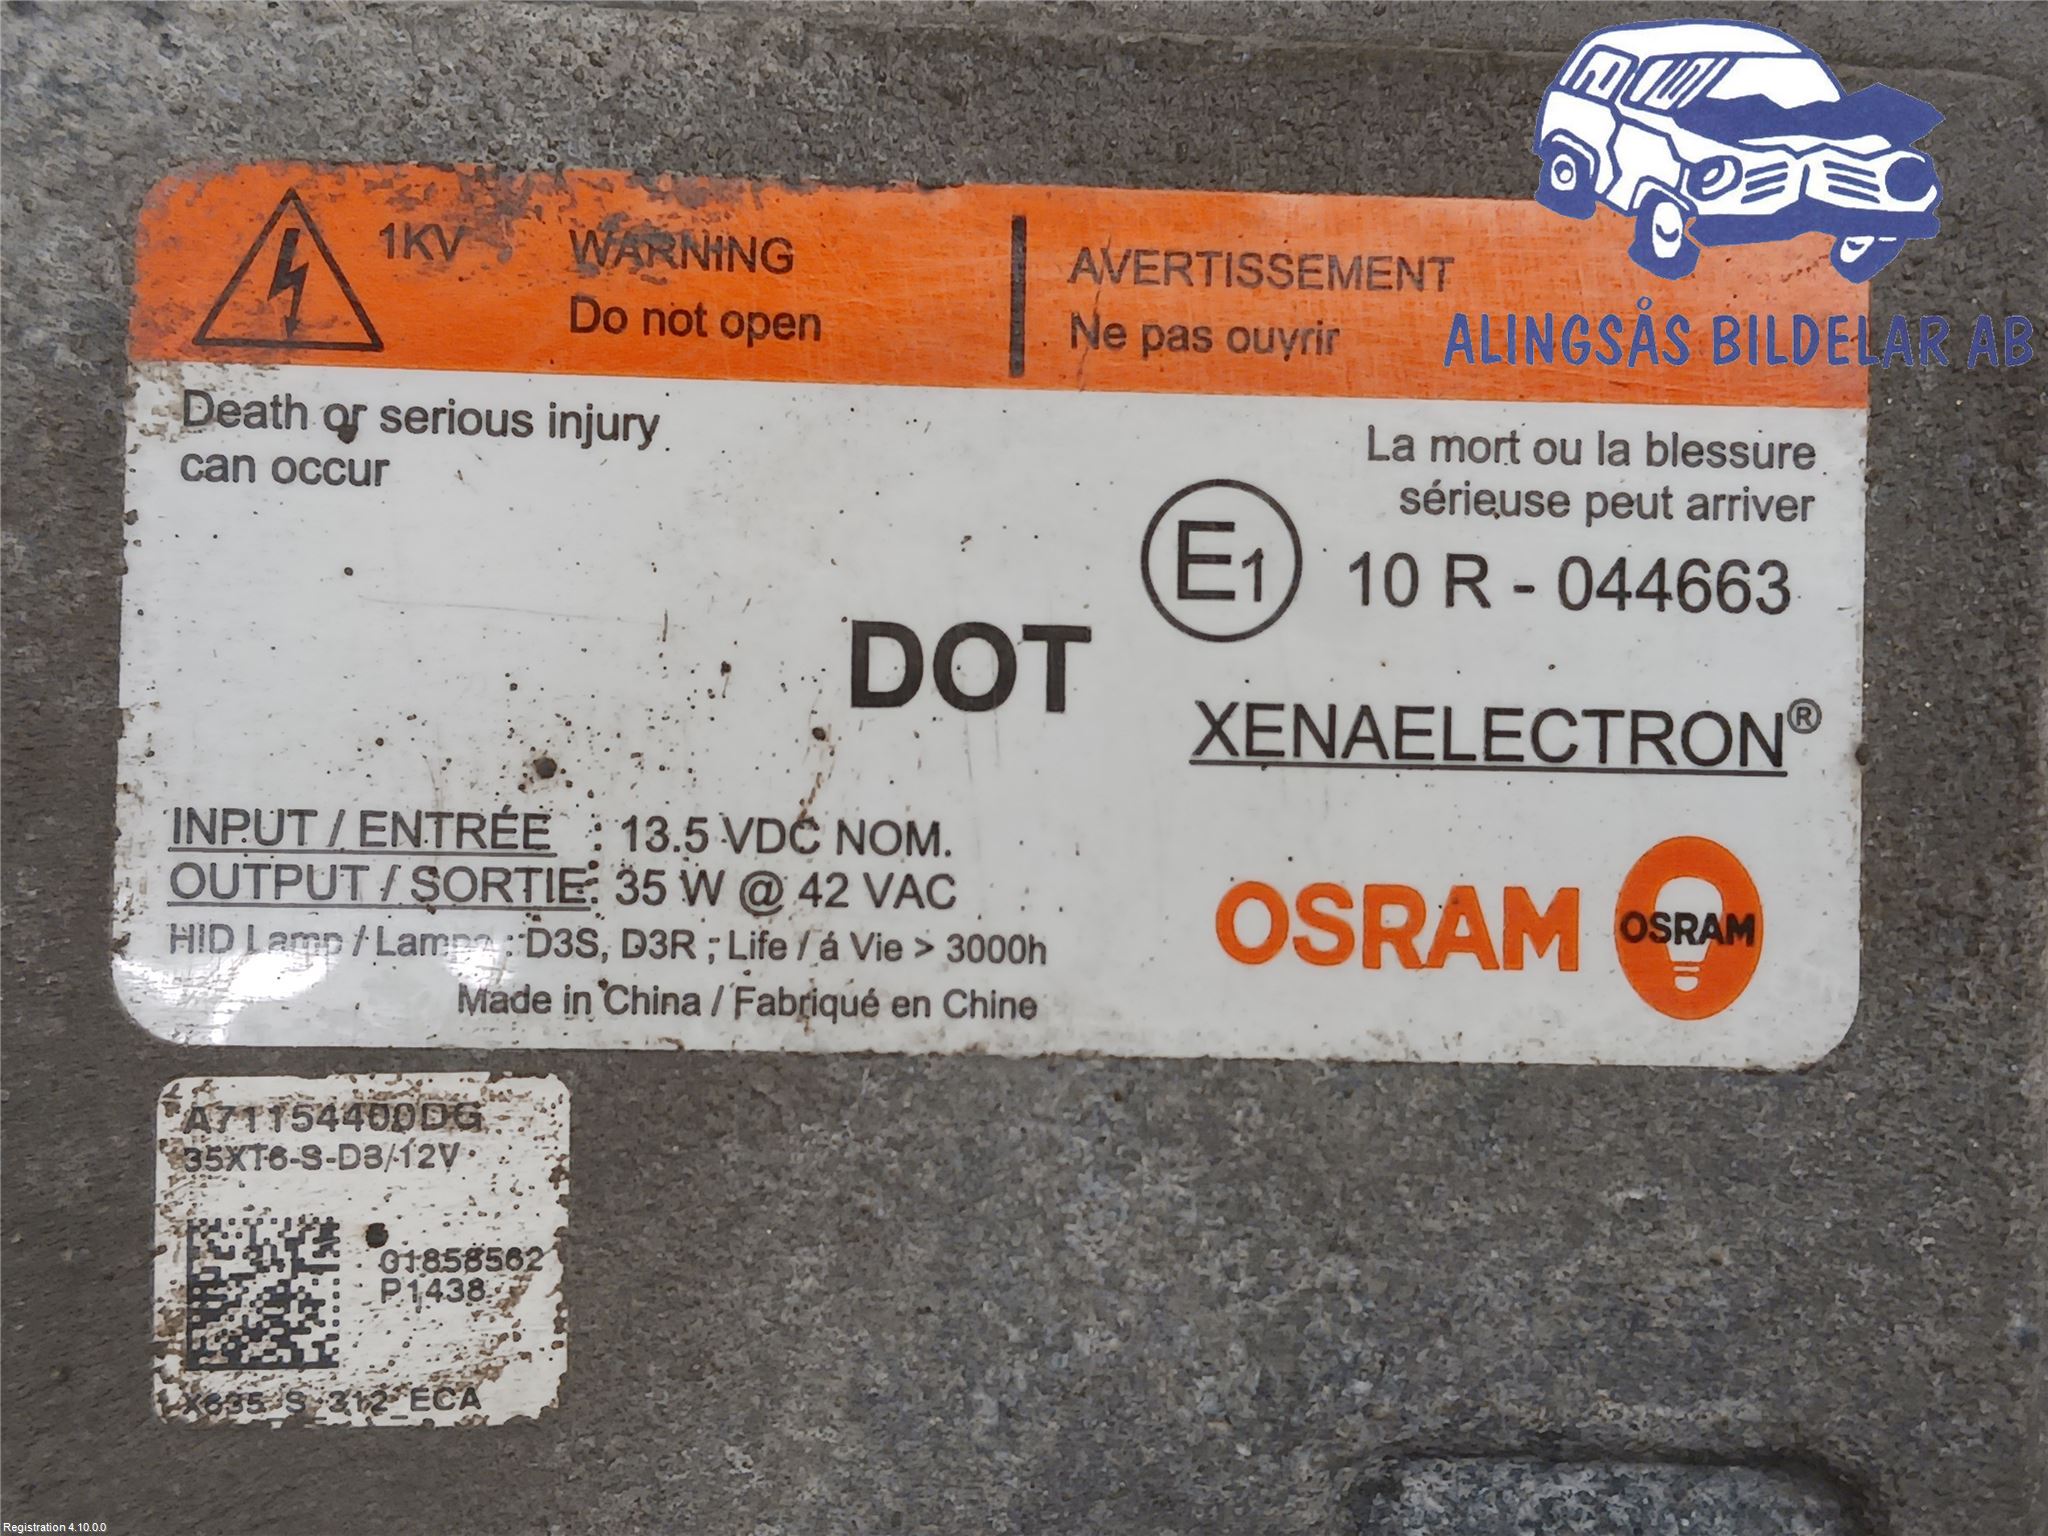 ALINGSÅS BILDELAR AB
1KV
WARNING
Do not open
AVERTISSEMENT
Ne pas ouvrir
Death or serious injury
can occur
La mort ou la blessure
sérieuse peut arriver
E1 10 R - 044663
DOT
XENAELECTRON®
INPUT / ENTRÉE : 13.5 VDC NOM.
OUTPUT / SORTIE: 35 W @ 42 VAC
HID Lamp / Lampe : D3S, D3R ; Life / á Vie > 3000h
Made in China / Fabriqué en Chine
OSRAM
OSRAM
A71154400DG
35XT6-S-D3/12V
01858562
P1438
X635_S_312_ECA
Registration 4.10.0.0